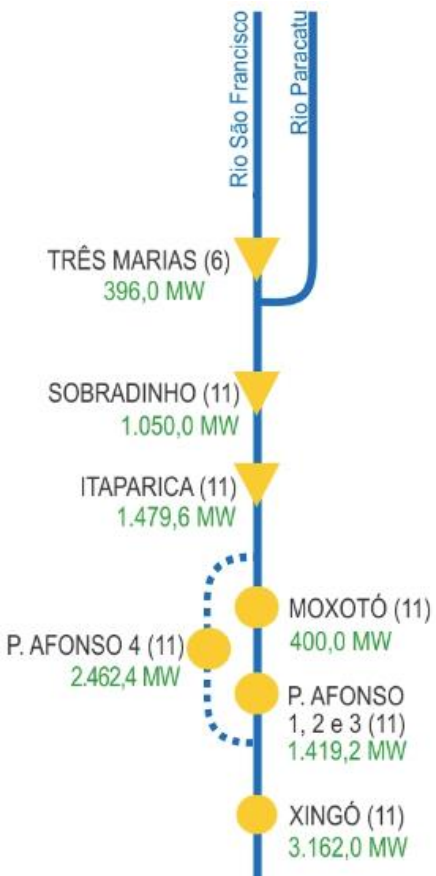 Rio São Francisco
Rio Paracatu
TRÊS MARIAS (6)
396,0 MW
SOBRADINHO (11)
1.050,0 MW
ITAPARICA (11)
1.479,6 MW
MOXOTÓ (11)
400,0 MW
P. AFONSO 4 (11)
2.462,4 MW
P. AFONSO
1, 2 e 3 (11)
1.419,2 MW
XINGÓ (11)
3.162,0 MW